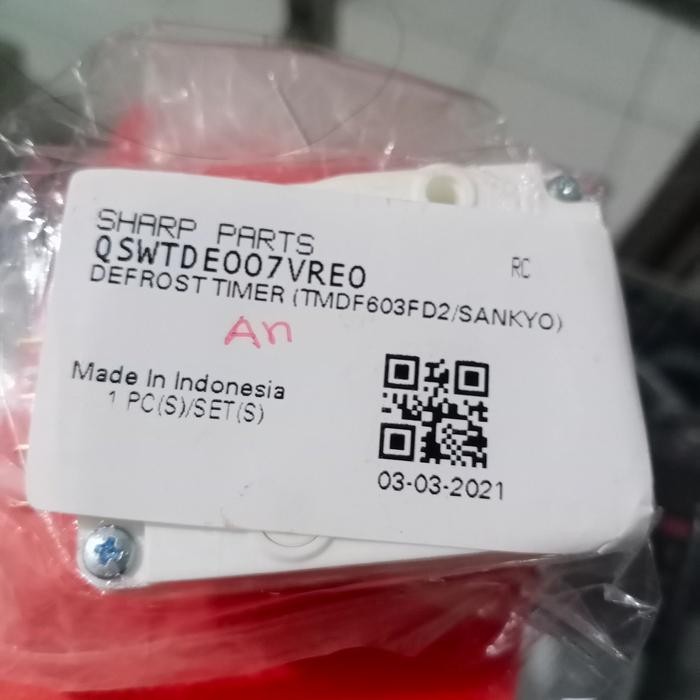 SHARP PARTS
QSWTDE007VRE0
RC
DEFROST TIMER (TMDF603FD2/SANKYO)
An
Made In Indonesia
1 PC(S)/SET(S)
03-03-2021